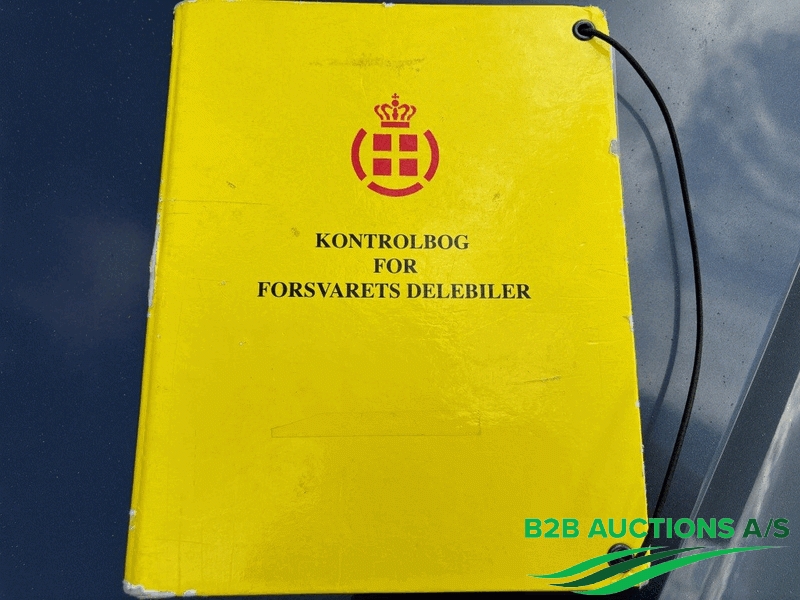 KONTROLBOG
FOR
FORSVARETS DELEBILER
B2B AUCTIONS A/S